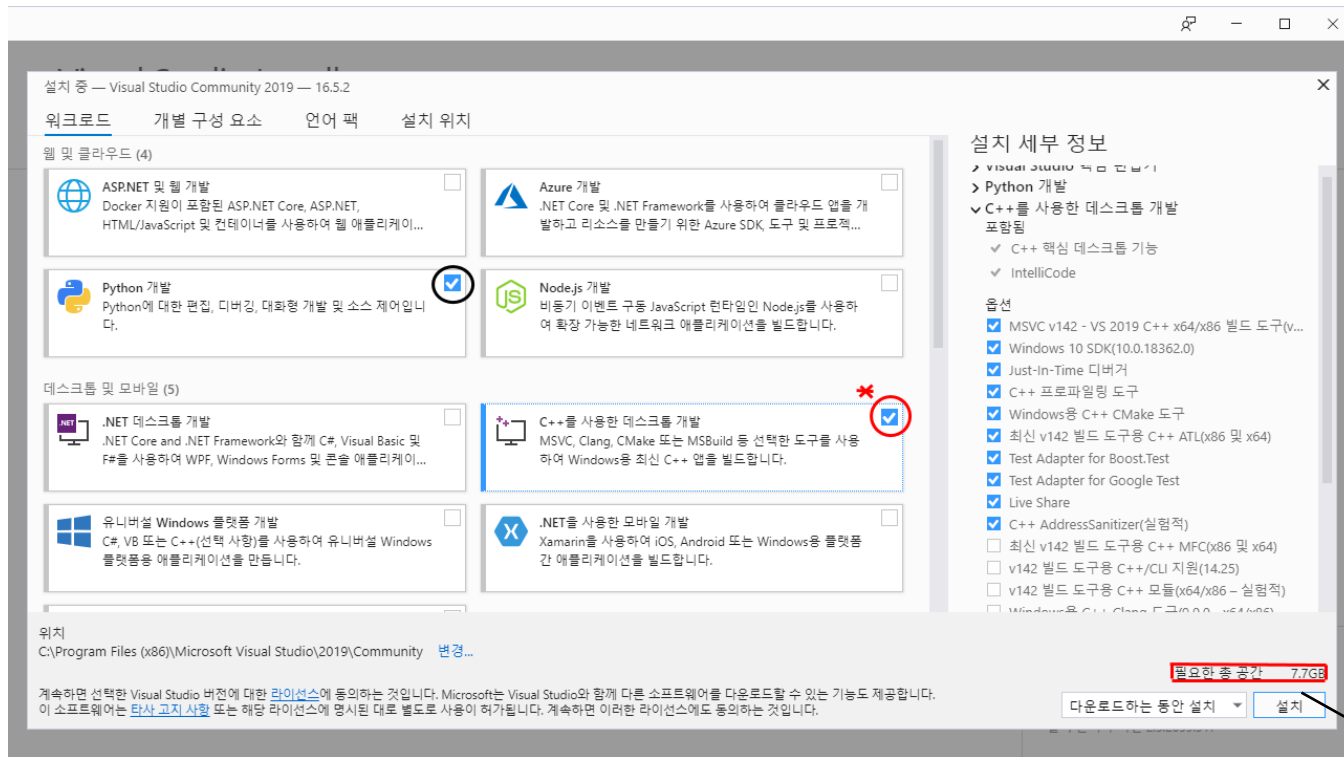 설치 중 — Visual Studio Community 2019 — 16.5.2
워크로드 개별 구성 요소 언어 팩 설치 위치
웹 및 클라우드 (4)
ASP.NET 및 웹 개발
Docker 지원이 포함된 ASP.NET Core, ASP.NET,
HTML/JavaScript 및 컨테이너를 사용하여 웹 애플리케이...
Azure 개발
.NET Core 및 .NET Framework를 사용하여 클라우드 앱을 개
발하고 리소스를 만들기 위한 Azure SDK, 도구 및 프로젝...
Python 개발
Python에 대한 편집, 디버깅, 대화형 개발 및 소스 제어입니
다.
JS
Node.js 개발
비동기 이벤트 구동 JavaScript 런타임인 Node.js를 사용하
여 확장 가능한 네트워크 애플리케이션을 빌드합니다.
데스크톱 및 모바일 (5)
.NET
.NET 데스크톱 개발
.NET Core and .NET Framework와 함께 C#, Visual Basic 및
F#을 사용하여 WPF, Windows Forms 및 콘솔 애플리케이...
C++를 사용한 데스크톱 개발
MSVC, Clang, CMake 또는 MSBuild 등 선택한 도구를 사용
하여 Windows용 최신 C++ 앱을 빌드합니다.
유니버설 Windows 플랫폼 개발
C#, VB 또는 C++(선택 사항)를 사용하여 유니버설 Windows
플랫폼용 애플리케이션을 만듭니다.
.NET을 사용한 모바일 개발
Xamarin을 사용하여 iOS, Android 또는 Windows용 플랫폼
간 애플리케이션을 빌드합니다.
설치 세부 정보
Visual Studio 핵심 편집기
Python 개발
C++를 사용한 데스크톱 개발
포함됨
C++ 핵심 데스크톱 기능
IntelliCode
옵션
MSVC v142 - VS 2019 C++ x64/x86 빌드 도구(v...
Windows 10 SDK(10.0.18362.0)
Just-In-Time 디버거
C++ 프로파일링 도구
Windows용 C++ CMake 도구
최신 v142 빌드 도구용 C++ ATL(x86 및 x64)
Test Adapter for Boost.Test
Test Adapter for Google Test
Live Share
C++ AddressSanitizer(실험적)
최신 v142 빌드 도구용 C++ MFC(x86 및 x64)
v142 빌드 도구용 C++/CLI 지원(14.25)
v142 빌드 도구용 C++ 모듈(x64/x86 – 실험적)
위치
C:\Program Files (x86)\Microsoft Visual Studio\2019\Community 변경...
필요한 총 공간 7.7GB
계속하면 선택한 Visual Studio 버전에 대한 라이선스에 동의하는 것입니다. Microsoft는 Visual Studio와 함께 다른 소프트웨어를 다운로드할 수 있는 기능도 제공합니다.
이 소프트웨어는 타사 고지 사항 또는 해당 라이선스에 명시된 대로 별도로 사용이 허가됩니다. 계속하면 이러한 라이선스에도 동의하는 것입니다.
다운로드하는 동안 설치 설치